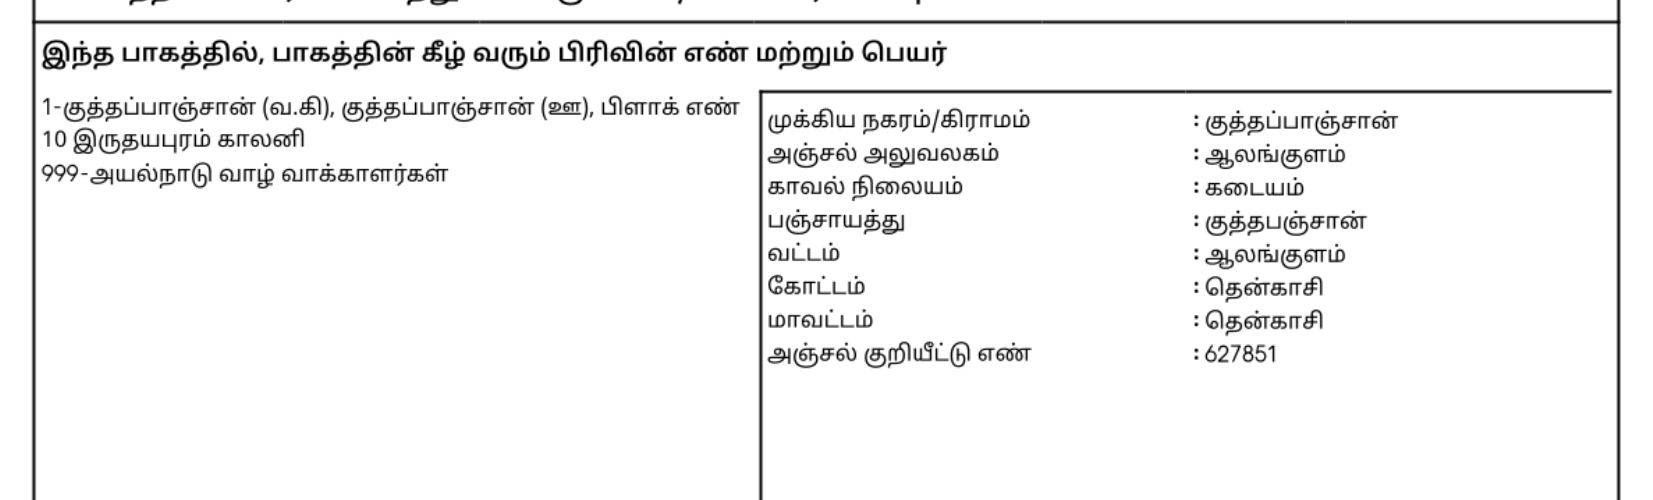 இந்த பாகத்தில், பாகத்தின் கீழ் வரும் பிரிவின் எண் மற்றும் பெயர்
1-குத்தப்பாஞ்சான் (வ.கி), குத்தப்பாஞ்சான் (ஊ), பிளாக் எண்
10 இருதயபுரம் காலனி
999-அயல்நாடு வாழ் வாக்காளர்கள்
முக்கிய நகரம்/கிராமம் : குத்தப்பாஞ்சான்
அஞ்சல் அலுவலகம் : ஆலங்குளம்
காவல் நிலையம் : கடையம்
பஞ்சாயத்து : குத்தபஞ்சான்
வட்டம் : ஆலங்குளம்
கோட்டம் : தென்காசி
மாவட்டம் : தென்காசி
அஞ்சல் குறியீட்டு எண் : 627851